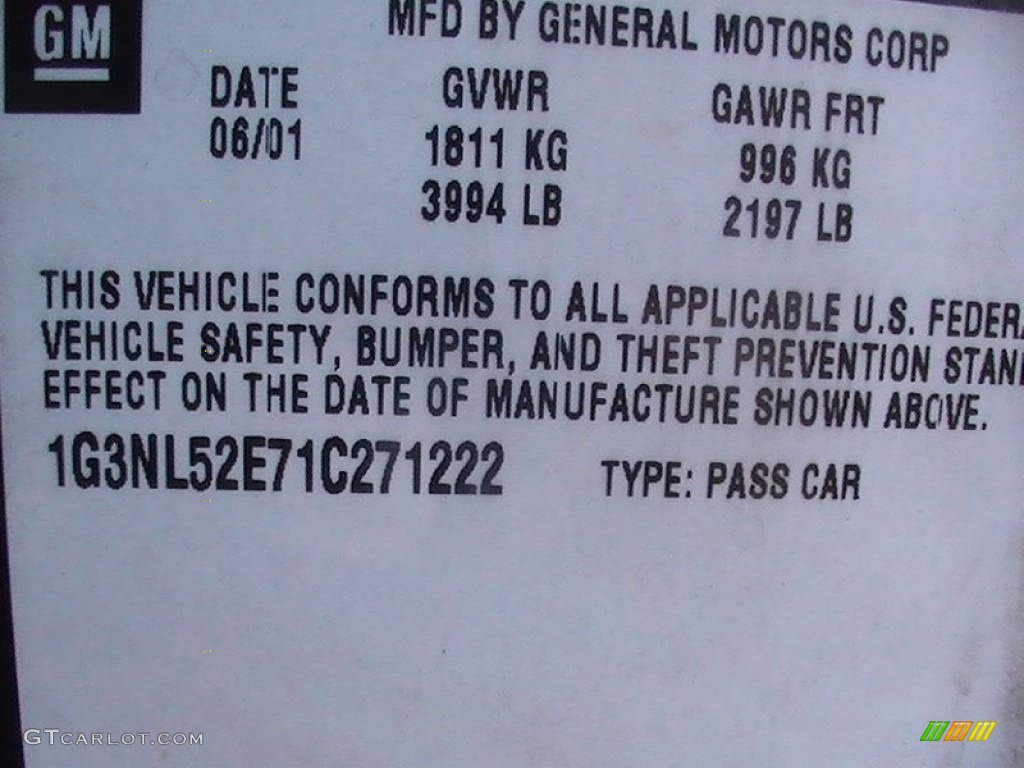 GM
MFD BY GENERAL MOTORS CORP
DATE GVWR GAWR FRT
06/01 1811 KG 996 KG
3994 LB 2197 LB
THIS VEHICLE CONFORMS TO ALL APPLICABLE U.S. FEDERA
VEHICLE SAFETY, BUMPER, AND THEFT PREVENTION STAN
EFFECT ON THE DATE OF MANUFACTURE SHOWN ABOVE.
1G3NL52E71C271222 TYPE: PASS CAR
GTCARLOT.COM